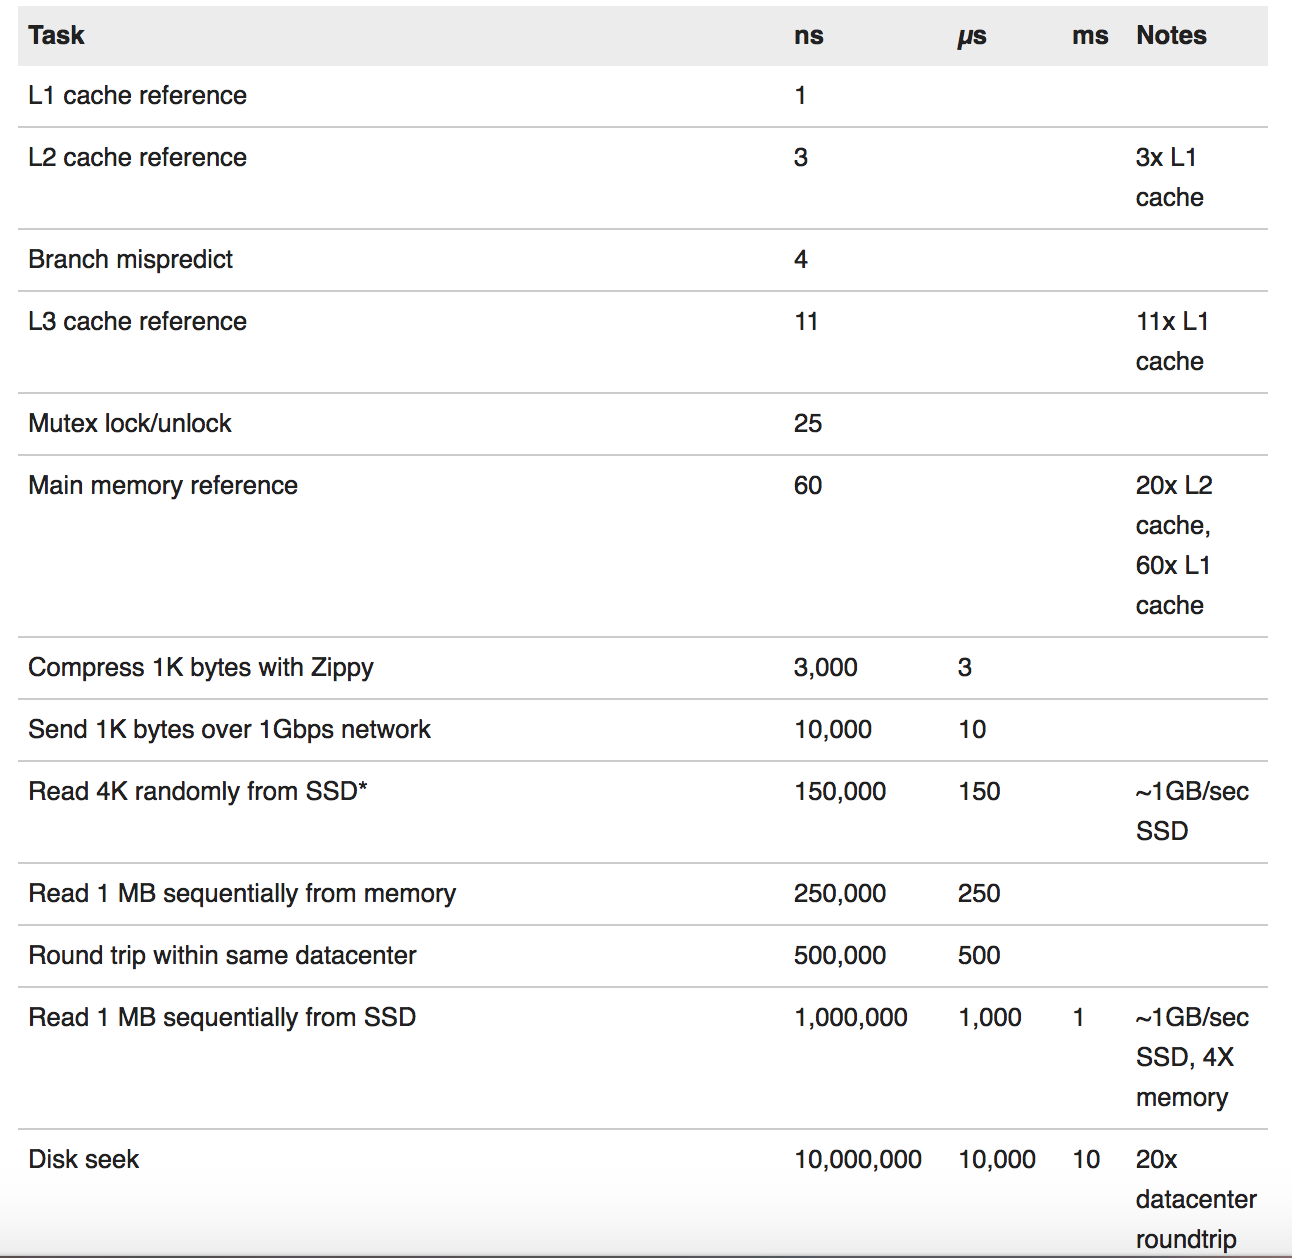 Task ns µs ms Notes
L1 cache reference 1
L2 cache reference 3 3x L1
cache
Branch mispredict 4
L3 cache reference 11 11x L1
cache
Mutex lock/unlock 25
Main memory reference 60 20x L2
cache,
60x L1
cache
Compress 1K bytes with Zippy 3,000 3
Send 1K bytes over 1Gbps network 10,000 10
Read 4K randomly from SSD* 150,000 150 ~1GB/sec
SSD
Read 1 MB sequentially from memory 250,000 250
Round trip within same datacenter 500,000 500
Read 1 MB sequentially from SSD 1,000,000 1,000 1 ~1GB/sec
SSD, 4X
memory
Disk seek 10,000,000 10,000 10 20x
datacenter
roundtrip